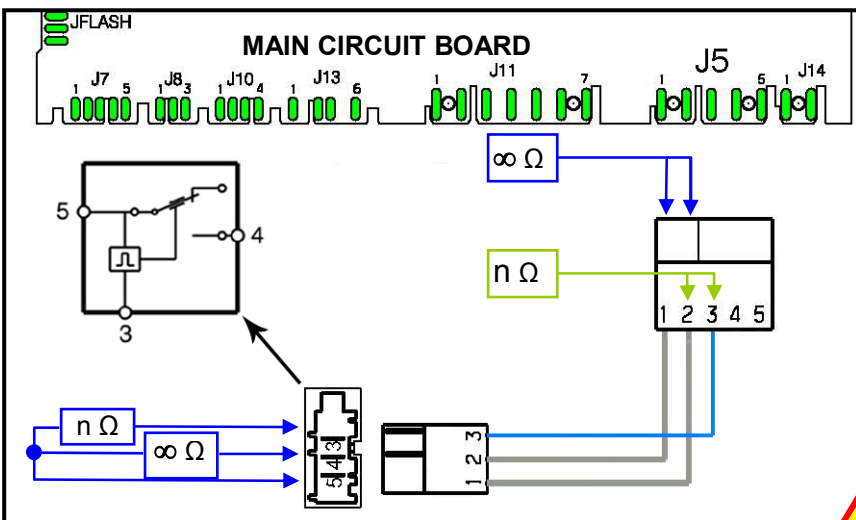 JFLASH
MAIN CIRCUIT BOARD
J7 J8 J10 J13 J11 J5 J14
1 5 1 3 1 4 1 6 1 7 1 5 1
∞ Ω
5
4
3
n Ω
1 2 3 4 5
n Ω
∞ Ω
3
4
5
3
2
1